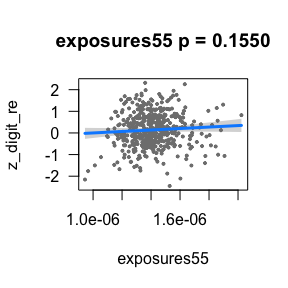 exposures55 p = 0.1550
z_digit_re
2
1
0
-1
-2
1.0e-06 1.6e-06
exposures55